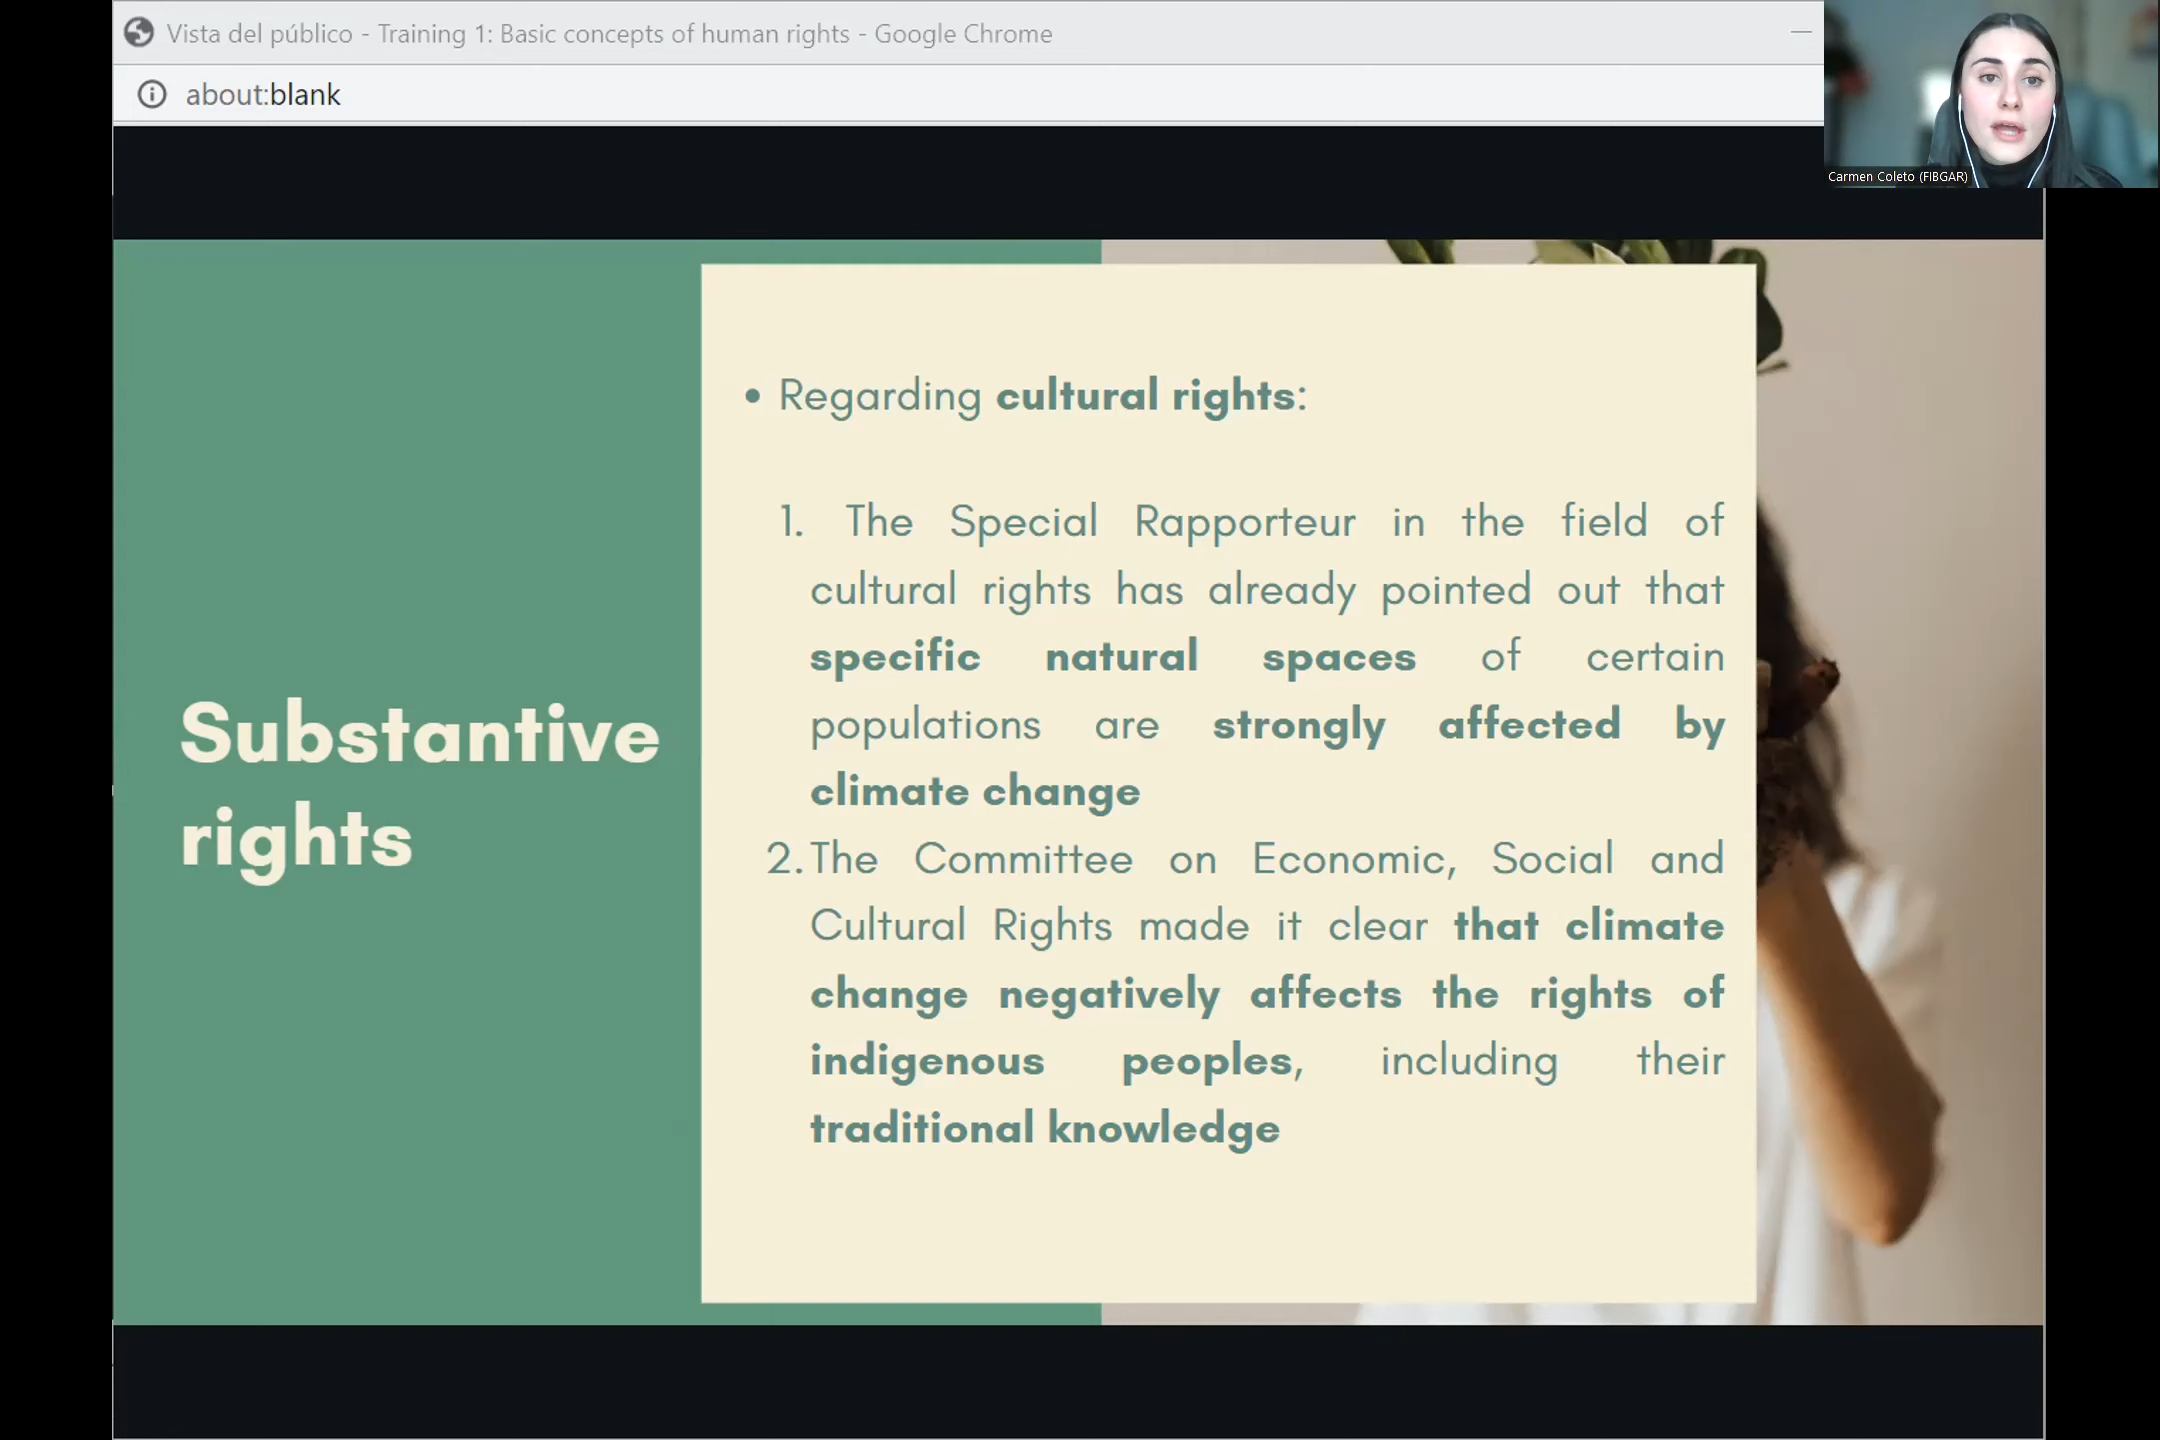 Vista del público - Training 1: Basic concepts of human rights - Google Chrome
about:blank
Carmen Coleto (FIBGAR)
Substantive
rights
• Regarding cultural rights:
1. The Special Rapporteur in the field of
cultural rights has already pointed out that
specific natural spaces of certain
populations are strongly affected by
climate change
2. The Committee on Economic, Social and
Cultural Rights made it clear that climate
change negatively affects the rights of
indigenous peoples, including their
traditional knowledge